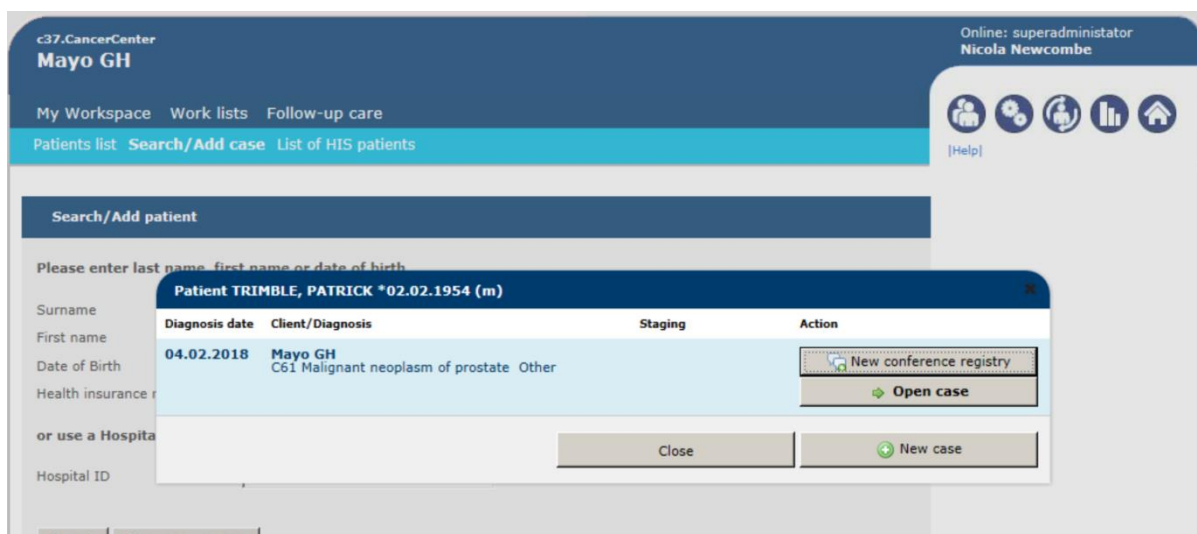 c37.CancerCenter
Mayo GH
Online: superadministator
Nicola Newcombe
My Workspace Work lists Follow-up care
Patients list Search/Add case List of HIS patients
|Help|
Search/Add patient
Please enter last name, first name or date of birth
Patient TRIMBLE, PATRICK *02.02.1954 (m)
Surname
Diagnosis date Client/Diagnosis Staging Action
First name
04.02.2018 Mayo GH
C61 Malignant neoplasm of prostate Other
New conference registry
Date of Birth
Open case
Health insurance
or use a Hospita
Close New case
Hospital ID